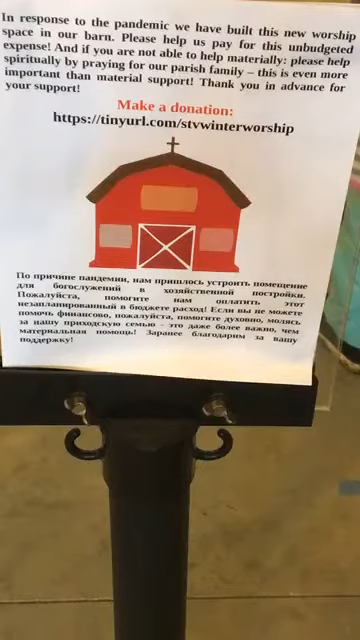 In response to the pandemic we have built this new worship
space in our barn. Please help us pay for this unbudgeted
expense! And if you are not able to help materially: please help
spiritually by praying for our parish family – this is even more
important than material support! Thank you in advance for
your support!
Make a donation:
https://tinyurl.com/stvwinterworship
По причине пандемии, нам пришлось устроить помещение
для богослужений в хозяйственной постройки.
Пожалуйста, помогите нам оплатить этот
незапланированный в бюджете расход! Если вы не можете
помочь финансово, пожалуйста, помогите духовно, молясь
за нашу приходскую семью - это даже более важно, чем
материальная помощь! Заранее благодарим за вашу
поддержку!